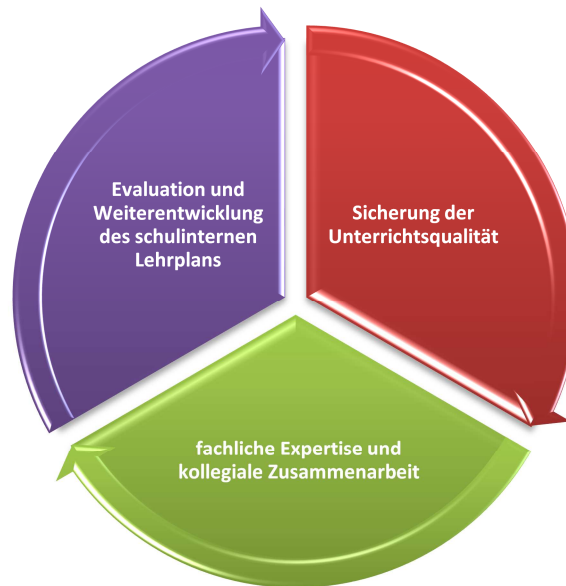 Evaluation und
Weiterentwicklung
des schulinternen
Lehrplans
Sicherung der
Unterrichtsqualität
fachliche Expertise und
kollegiale Zusammenarbeit